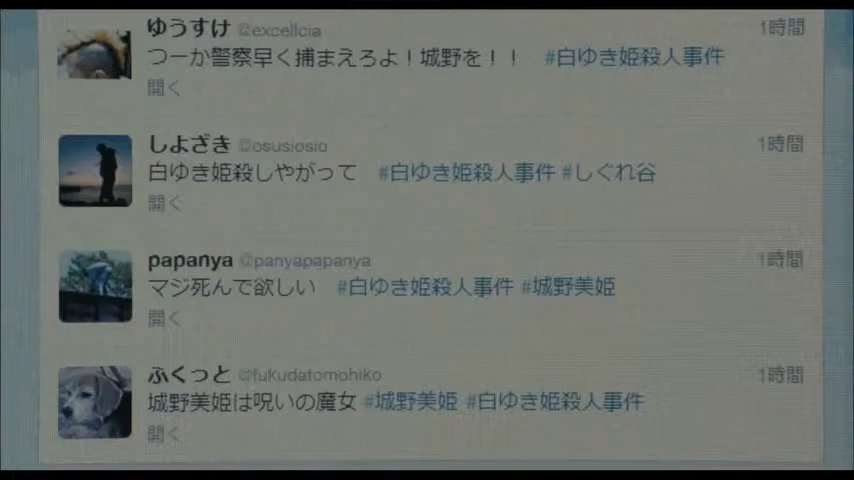 ゆうすけ @excellcia 1時間
つーか警察早く捕まえろよ！城野を！！ #白ゆき姫殺人事件
開く
しよざき @osusiosio 1時間
白ゆき姫殺しやがって #白ゆき姫殺人事件 #しぐれ谷
開く
papanya @panyapapanya 1時間
マジ死んで欲しい #白ゆき姫殺人事件 #城野美姫
開く
ふくっと @fukudatomohiko 1時間
城野美姫は呪いの魔女 #城野美姫 #白ゆき姫殺人事件
開く